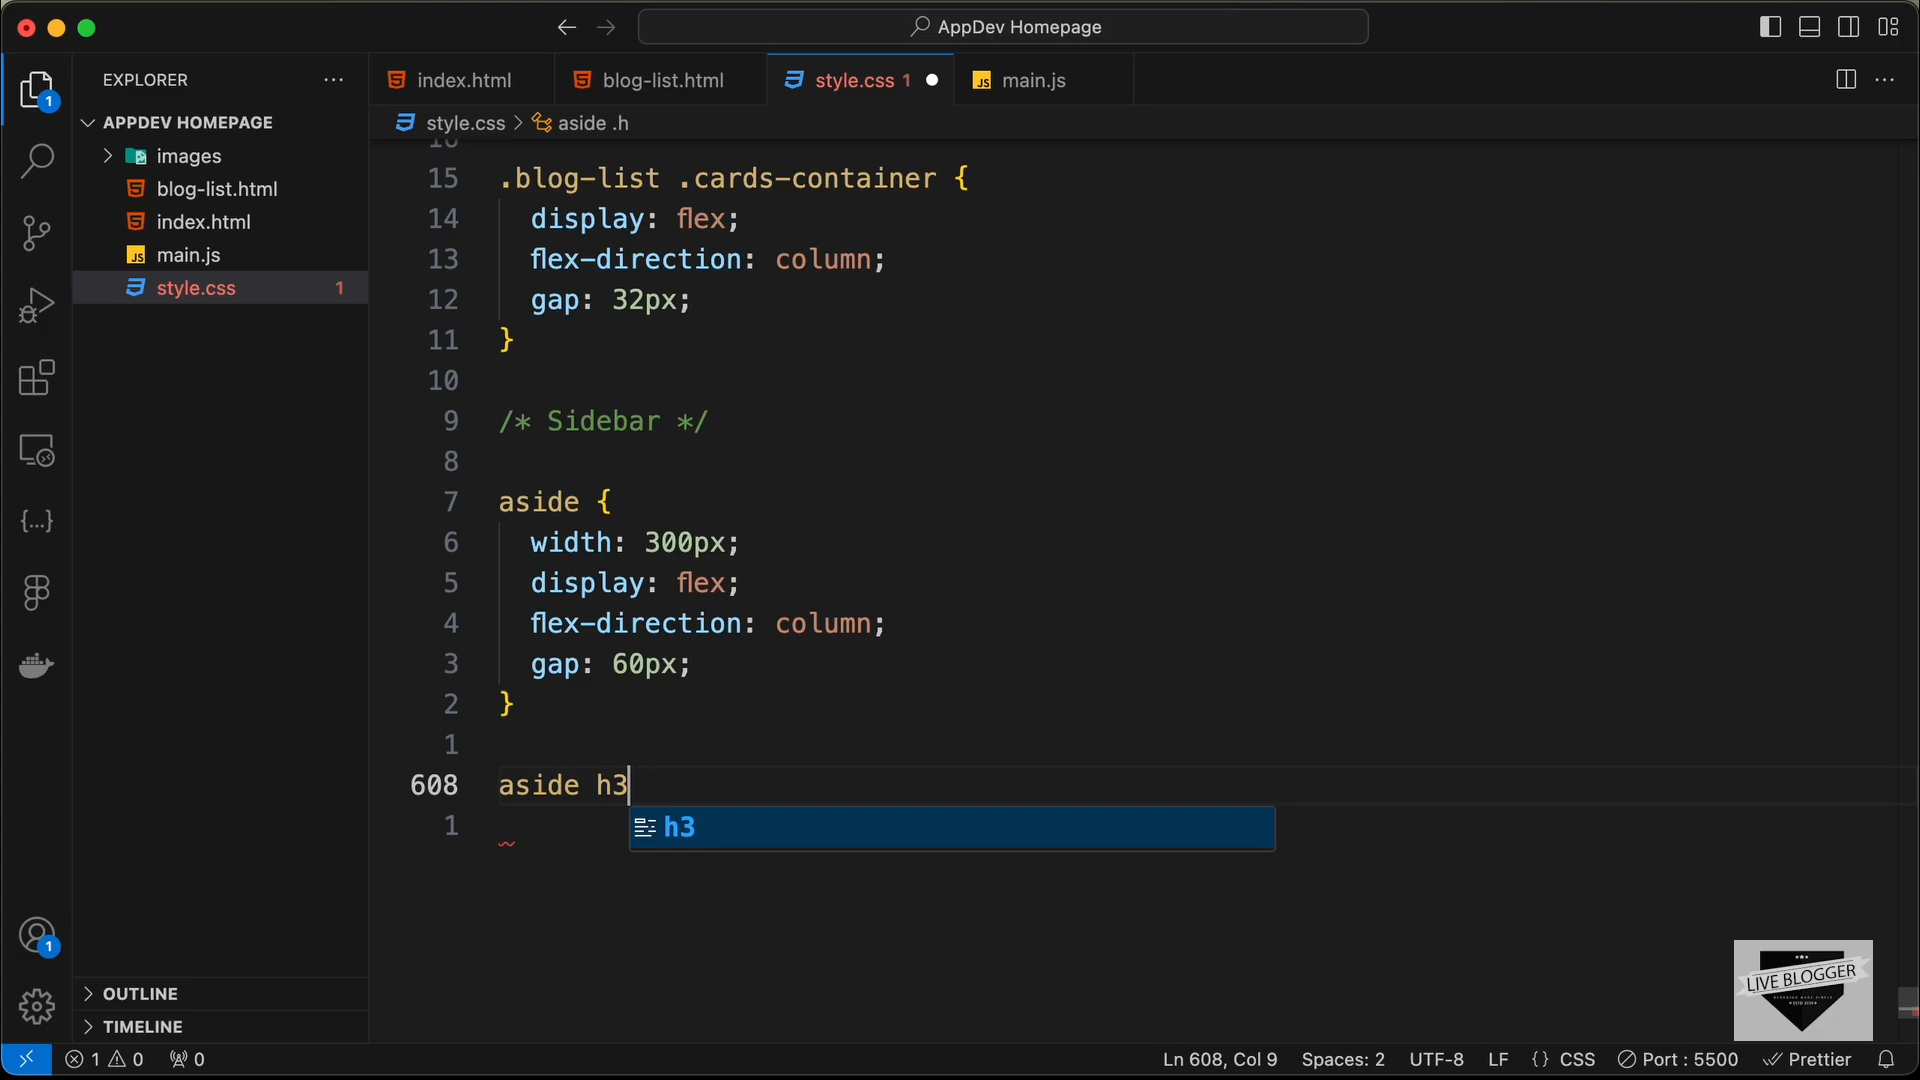 AppDev Homepage
EXPLORER
index.html
blog-list.html
style.css 1
main.js
1
APPDEV HOMEPAGE
style.css > aside .h
images
blog-list.html
index.html
main.js
style.css 1
16
15 .blog-list .cards-container {
14 display: flex;
13 flex-direction: column;
12 gap: 32px;
11 }
10
9 /* Sidebar */
8
7 aside {
6 width: 300px;
5 display: flex;
4 flex-direction: column;
3 gap: 60px;
2 }
1
608 aside h3
1
h3
1
OUTLINE
TIMELINE
LIVE BLOGGER
1 0 0
Ln 608, Col 9 Spaces: 2 UTF-8 LF {} CSS Port : 5500 Prettier